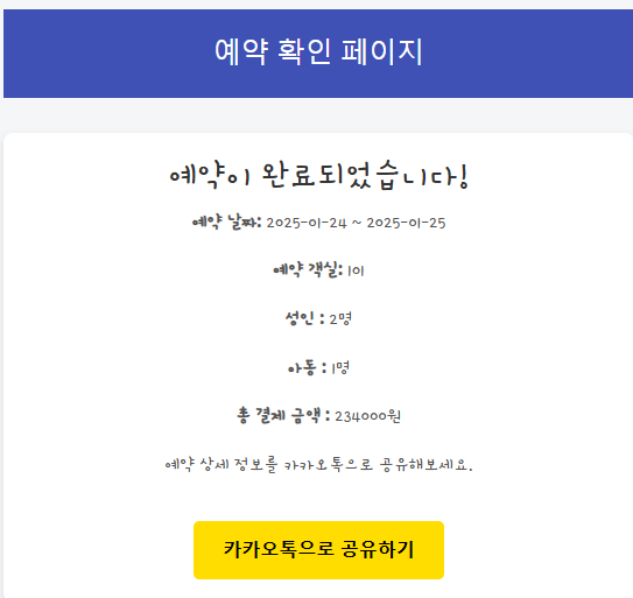 예약 확인 페이지
예약이 완료되었습니다!
예약 날짜: 2025-01-24 ~ 2025-01-25
예약 객실: 101
성인 : 2명
아동 : 1명
총 결제 금액 : 234000원
예약 상세 정보를 카카오톡으로 공유해보세요.
카카오톡으로 공유하기